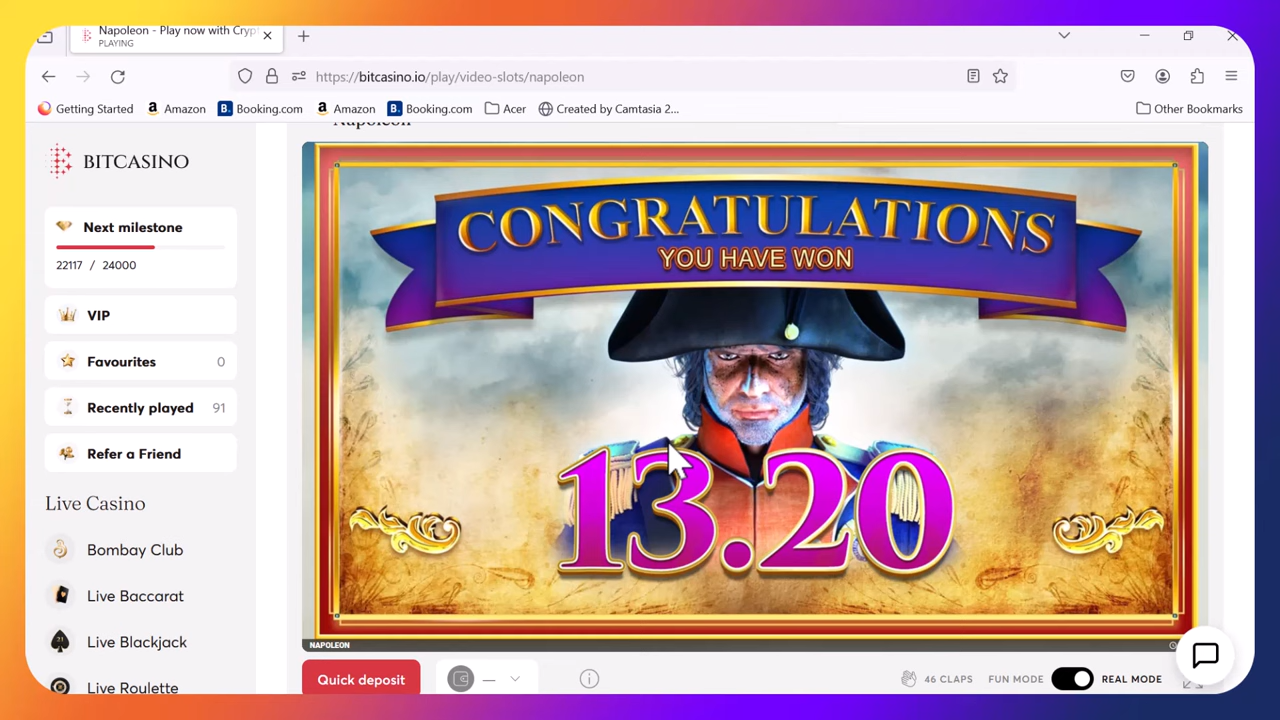 Napoleon - Play now with Crypt
PLAYING
https://bitcasino.io/play/video-slots/napoleon
Getting Started
Amazon
B. Booking.com
Amazon
B. Booking.com
Acer
Created by Camtasia 2...
Other Bookmarks
Napoleon
BITCASINO
Next milestone
22117 / 24000
VIP
Favourites 0
Recently played 91
Refer a Friend
Live Casino
Bombay Club
Live Baccarat
Live Blackjack
Live Roulette
CONGRATULATIONS
YOU HAVE WON
13.20
NAPOLEON
Quick deposit
—
46 CLAPS
FUN MODE
REAL MODE